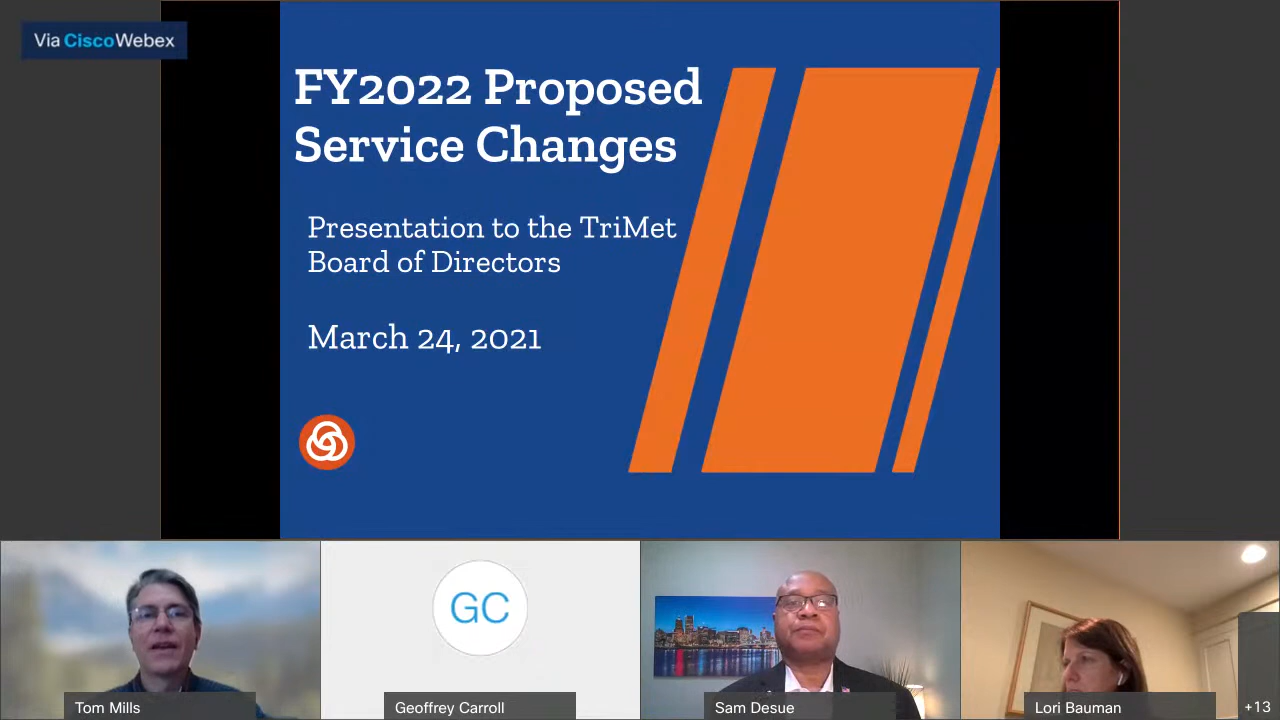 Via CiscoWebex
FY2022 Proposed
Service Changes
Presentation to the TriMet
Board of Directors
March 24, 2021
GC
Tom Mills
Geoffrey Carroll
Sam Desue
Lori Bauman
+13